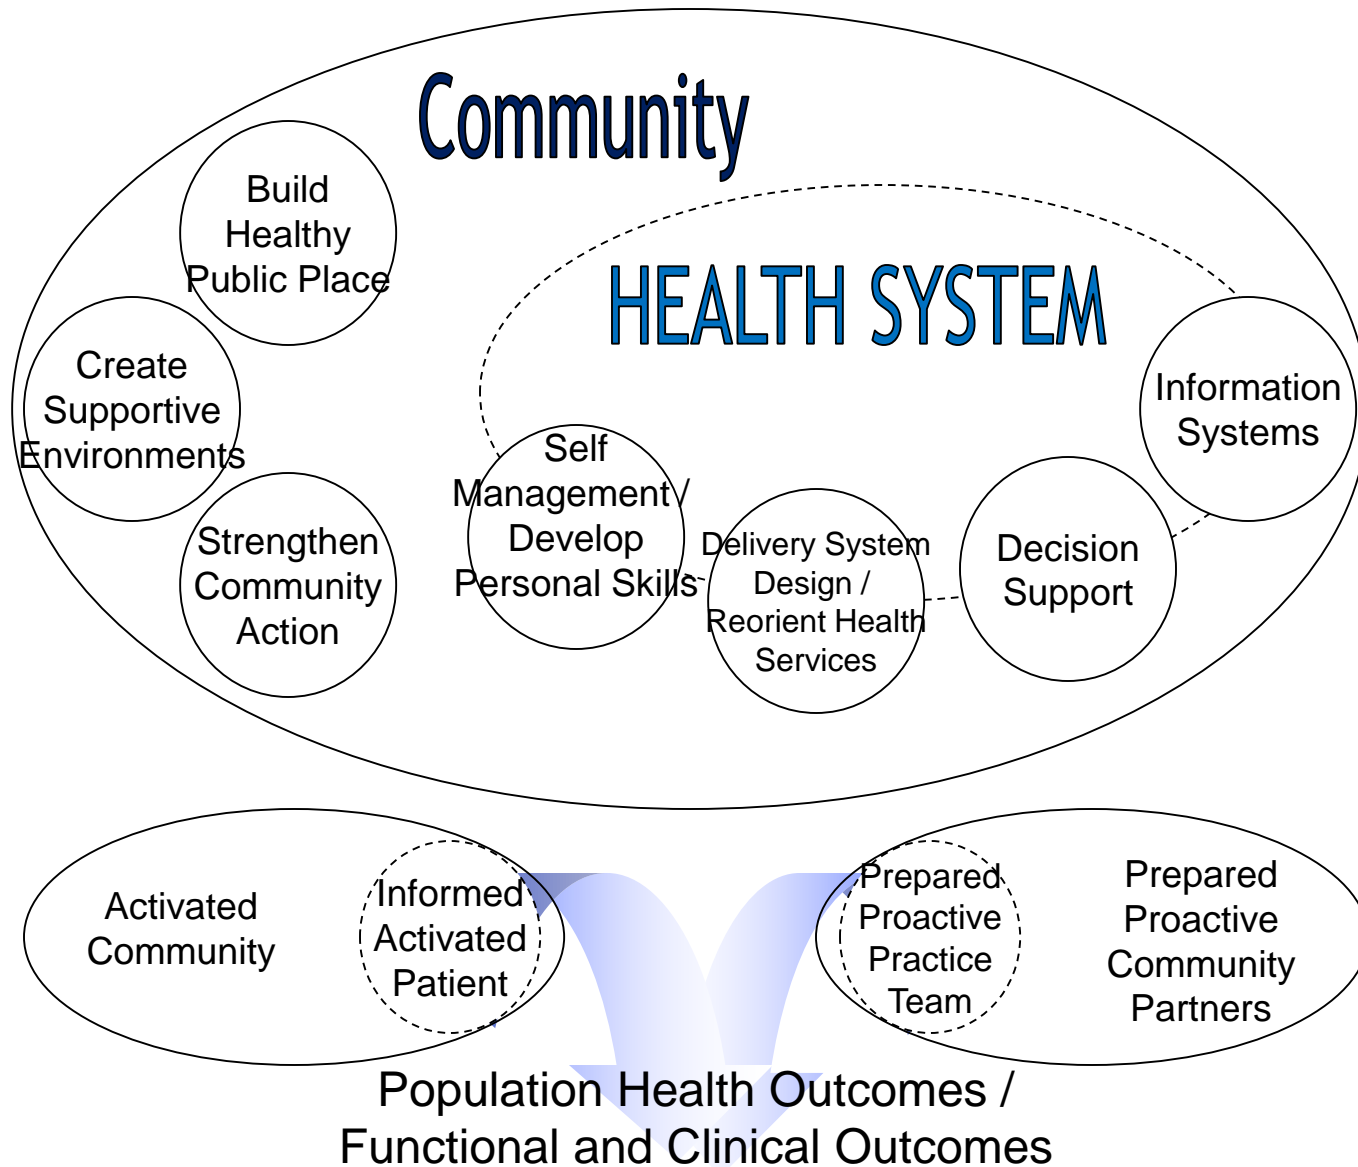 Community
Build
Healthy
Public Place
HEALTH SYSTEM
Create
Supportive
Environments
Information
Systems
Self
Management /
Develop
Personal Skills
Strengthen
Community
Action
Delivery System
Design /
Reorient Health
Services
Decision
Support
Activated
Community
Informed
Activated
Patient
Prepared
Proactive
Practice
Team
Prepared
Proactive
Community
Partners
Population Health Outcomes /
Functional and Clinical Outcomes